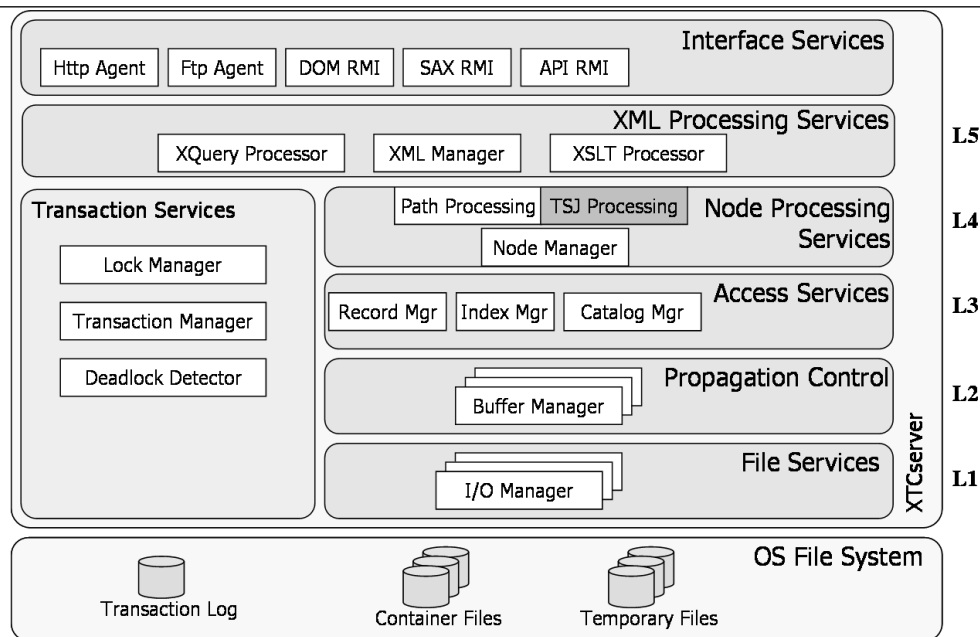 Interface Services
Http Agent
Ftp Agent
DOM RMI
SAX RMI
API RMI
XML Processing Services
L5
XQuery Processor
XML Manager
XSLT Processor
Transaction Services
Lock Manager
Transaction Manager
Deadlock Detector
Path Processing
TSJ Processing
Node Processing
Services
L4
Node Manager
Access Services
L3
Record Mgr
Index Mgr
Catalog Mgr
Propagation Control
L2
Buffer Manager
File Services
L1
I/O Manager
XTCserver
OS File System
Transaction Log
Container Files
Temporary Files